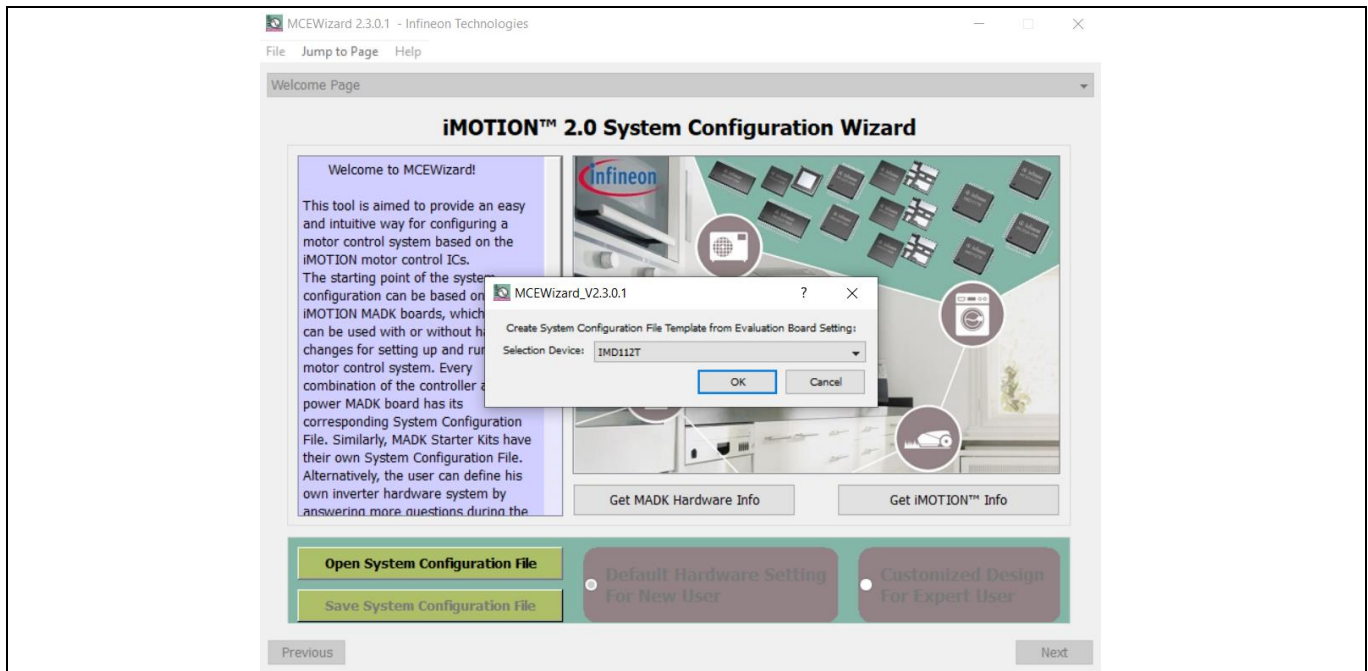 MCEWizard 2.3.0.1 - Infineon Technologies
File Jump to Page Help
Welcome Page
iMOTION™ 2.0 System Configuration Wizard
Welcome to MCEWizard!
This tool is aimed to provide an easy
and intuitive way for configuring a
motor control system based on the
iMOTION motor control ICs.
The starting point of the system
configuration can be based on
iMOTION MADK boards, which
can be used with or without
changes for setting up and
motor control system. Every
combination of the controller
power MADK board has its
corresponding System Configuration
File. Similarly, MADK Starter Kits have
their own System Configuration File.
Alternatively, the user can define his
own inverter hardware system by
answering more questions during the
infineon
MCEWizard_V2.3.0.1 ?
Create System Configuration File Template from Evaluation Board Setting:
Selection Device: IMD112T
OK Cancel
Get MADK Hardware Info Get iMOTION™ Info
Open System Configuration File
Save System Configuration File
Default Hardware Setting
For New User
Customized Design
For Expert User
Previous Next